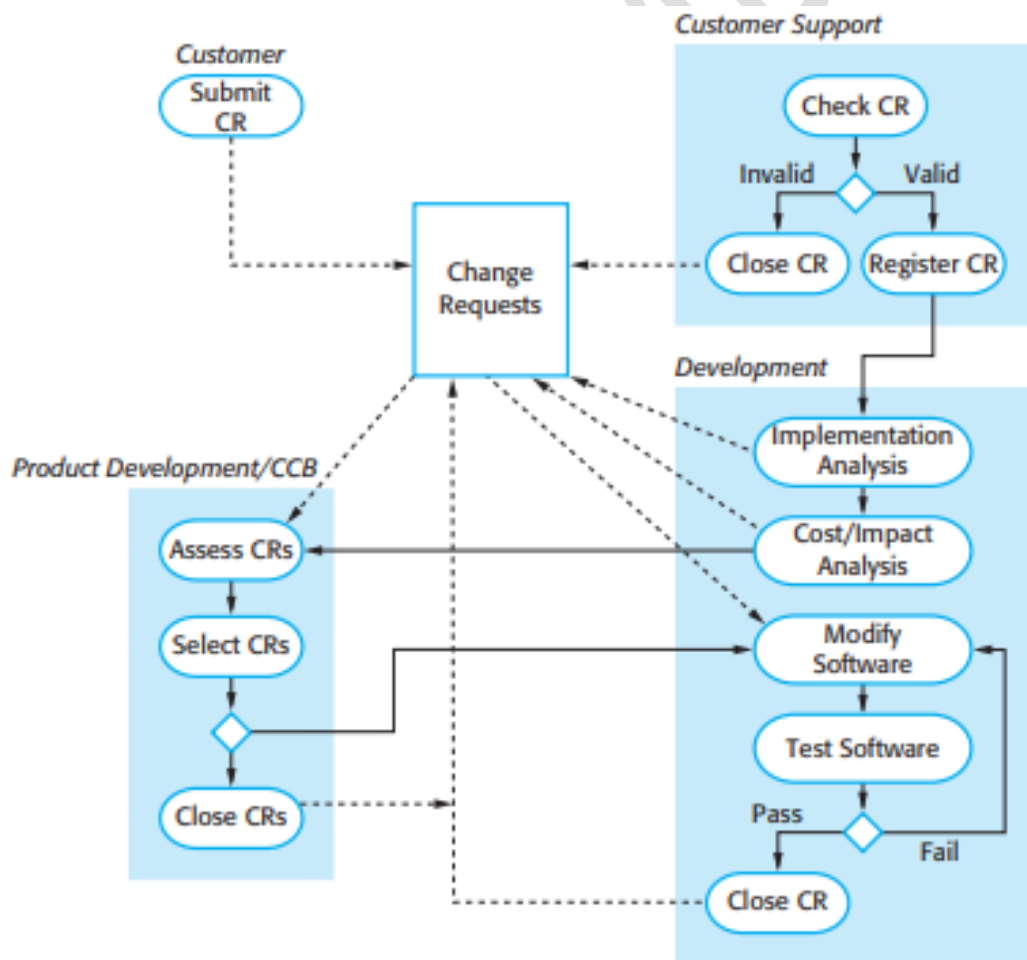 Customer
Submit
CR
Customer Support
Check CR
Invalid
Valid
Close CR
Register CR
Change
Requests
Development
Implementation
Analysis
Cost/Impact
Analysis
Modify
Software
Test Software
Pass
Fail
Close CR
Product Development/CCB
Assess CRs
Select CRs
Close CRs